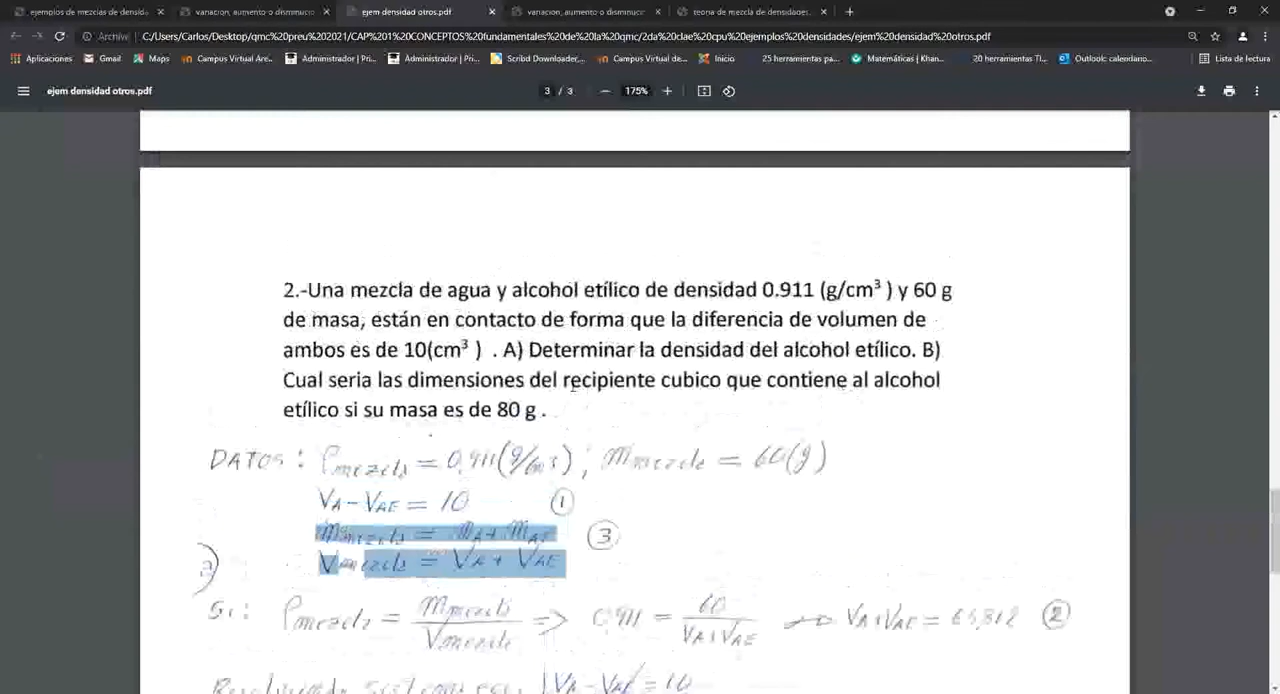 ejemplos de mezclas de densid
variacion, aumento o disminuci
ejem densidad otros.pdf
variacion, aumento o disminuci
teoria de mezcla de densidades
Archivo
C:/Users/Carlos/Desktop/qmc%20preu%202021/CAP%201%20CONCEPTOS%20fundamentales%20de%20la%20qmc/2da%20clae%20cpu%20ejemplos%20densidades/ejem%20densidad%20otros.pdf
Aplicaciones Gmail Maps Campus Virtual Are... Administrador | Pri... Administrador | Pri... Scribd Downloader,... Campus Virtual de... Inicio 25 herramientas pa... Matemáticas | Khan... 20 herramientas TI... Outlook: calendario... Lista de lectura
ejem densidad otros.pdf 3 / 3 — 175% +
2.-Una mezcla de agua y alcohol etílico de densidad 0.911 (g/cm³ ) y 60 g
de masa, están en contacto de forma que la diferencia de volumen de
ambos es de 10(cm³ ) . A) Determinar la densidad del alcohol etílico. B)
Cual seria las dimensiones del recipiente cubico que contiene al alcohol
etílico si su masa es de 80 g .
DATOS : ρmezcla = 0,911(g/cm3) ; mmezcla = 60(g)
VA - VAE = 10 ①
mmezcla = mA + mAE ③
Vmezcla = VA + VAE
a)
Si: ρmezcla = mmezcla / Vmezcla => 0,911 = 60 / VA+VAE → VA+VAE = 65,862 ②
Resolviendo sistema ec. VA - VAE = 10